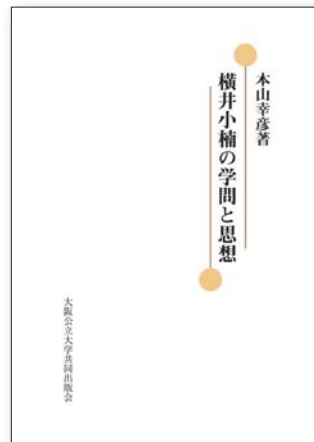 本山幸彦著
横井小楠の学問と思想
大阪公立大学共同出版会